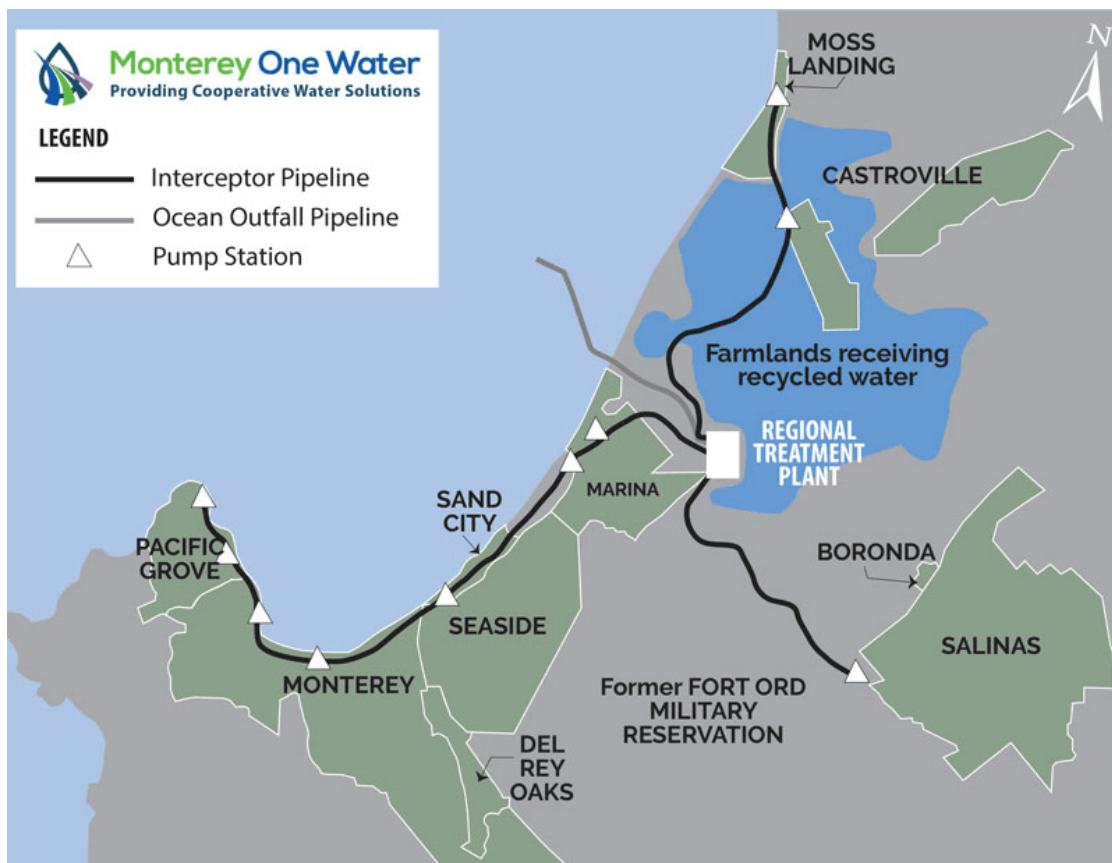 Monterey One Water
Providing Cooperative Water Solutions
LEGEND
Interceptor Pipeline
Ocean Outfall Pipeline
Pump Station
N
MOSS
LANDING
CASTROVILLE
Farmlands receiving
recycled water
REGIONAL
TREATMENT
PLANT
MARINA
SAND
CITY
PACIFIC
GROVE
BORONDA
SEASIDE
SALINAS
MONTEREY
Former FORT ORD
MILITARY
RESERVATION
DEL
REY
OAKS